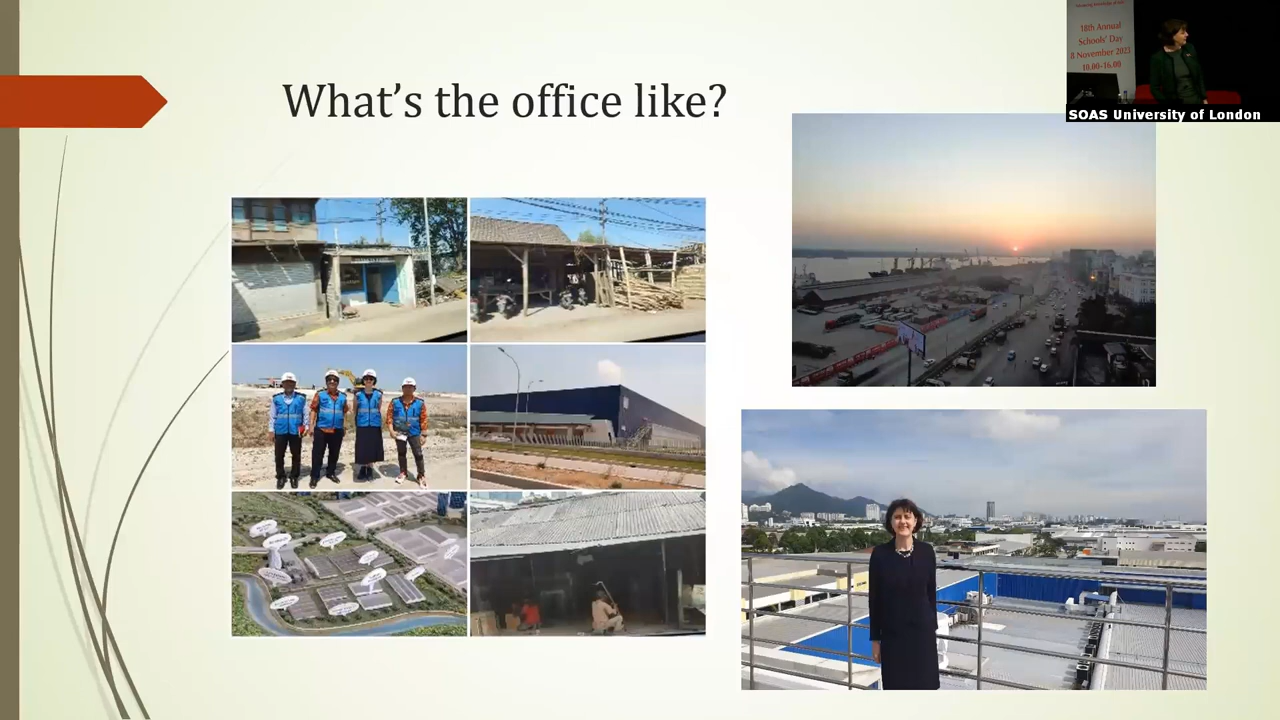 What's the office like?
18th Annual
Schools' Day
8 November 2023
10.00-16.00
SOAS University of London